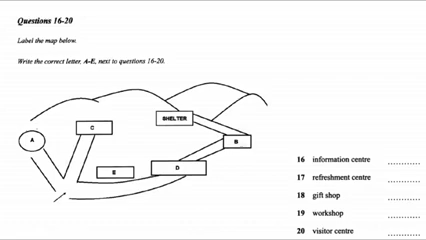 Questions 16-20
Label the map below.
Write the correct letter, A-E, next to questions 16-20.
SHELTER
C
A
B
E
D
16 information centre ............
17 refreshment centre ............
18 gift shop ............
19 workshop ............
20 visitor centre ............